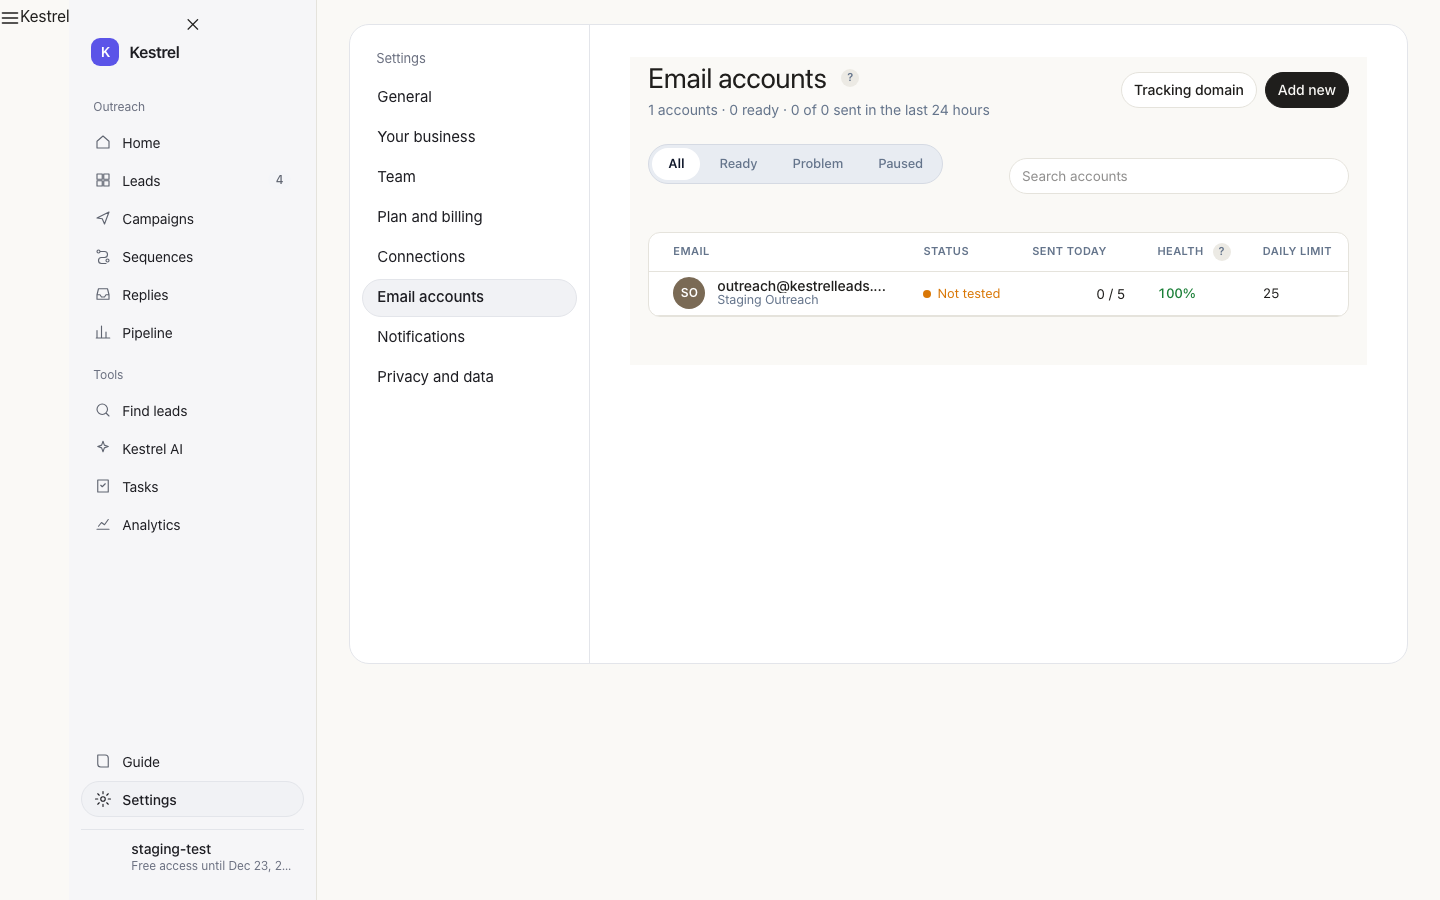 Kestrel
K Kestrel
Outreach
Home
Leads 4
Campaigns
Sequences
Replies
Pipeline
Tools
Find leads
Kestrel AI
Tasks
Analytics
Guide
Settings
staging-test
Free access until Dec 23, 2...
Settings
General
Your business
Team
Plan and billing
Connections
Email accounts
Notifications
Privacy and data
Email accounts ?
1 accounts · 0 ready · 0 of 0 sent in the last 24 hours
Tracking domain Add new
All Ready Problem Paused
Search accounts
EMAIL STATUS SENT TODAY HEALTH ? DAILY LIMIT
SO outreach@kestrelleads.... Not tested 0 / 5 100% 25
Staging Outreach